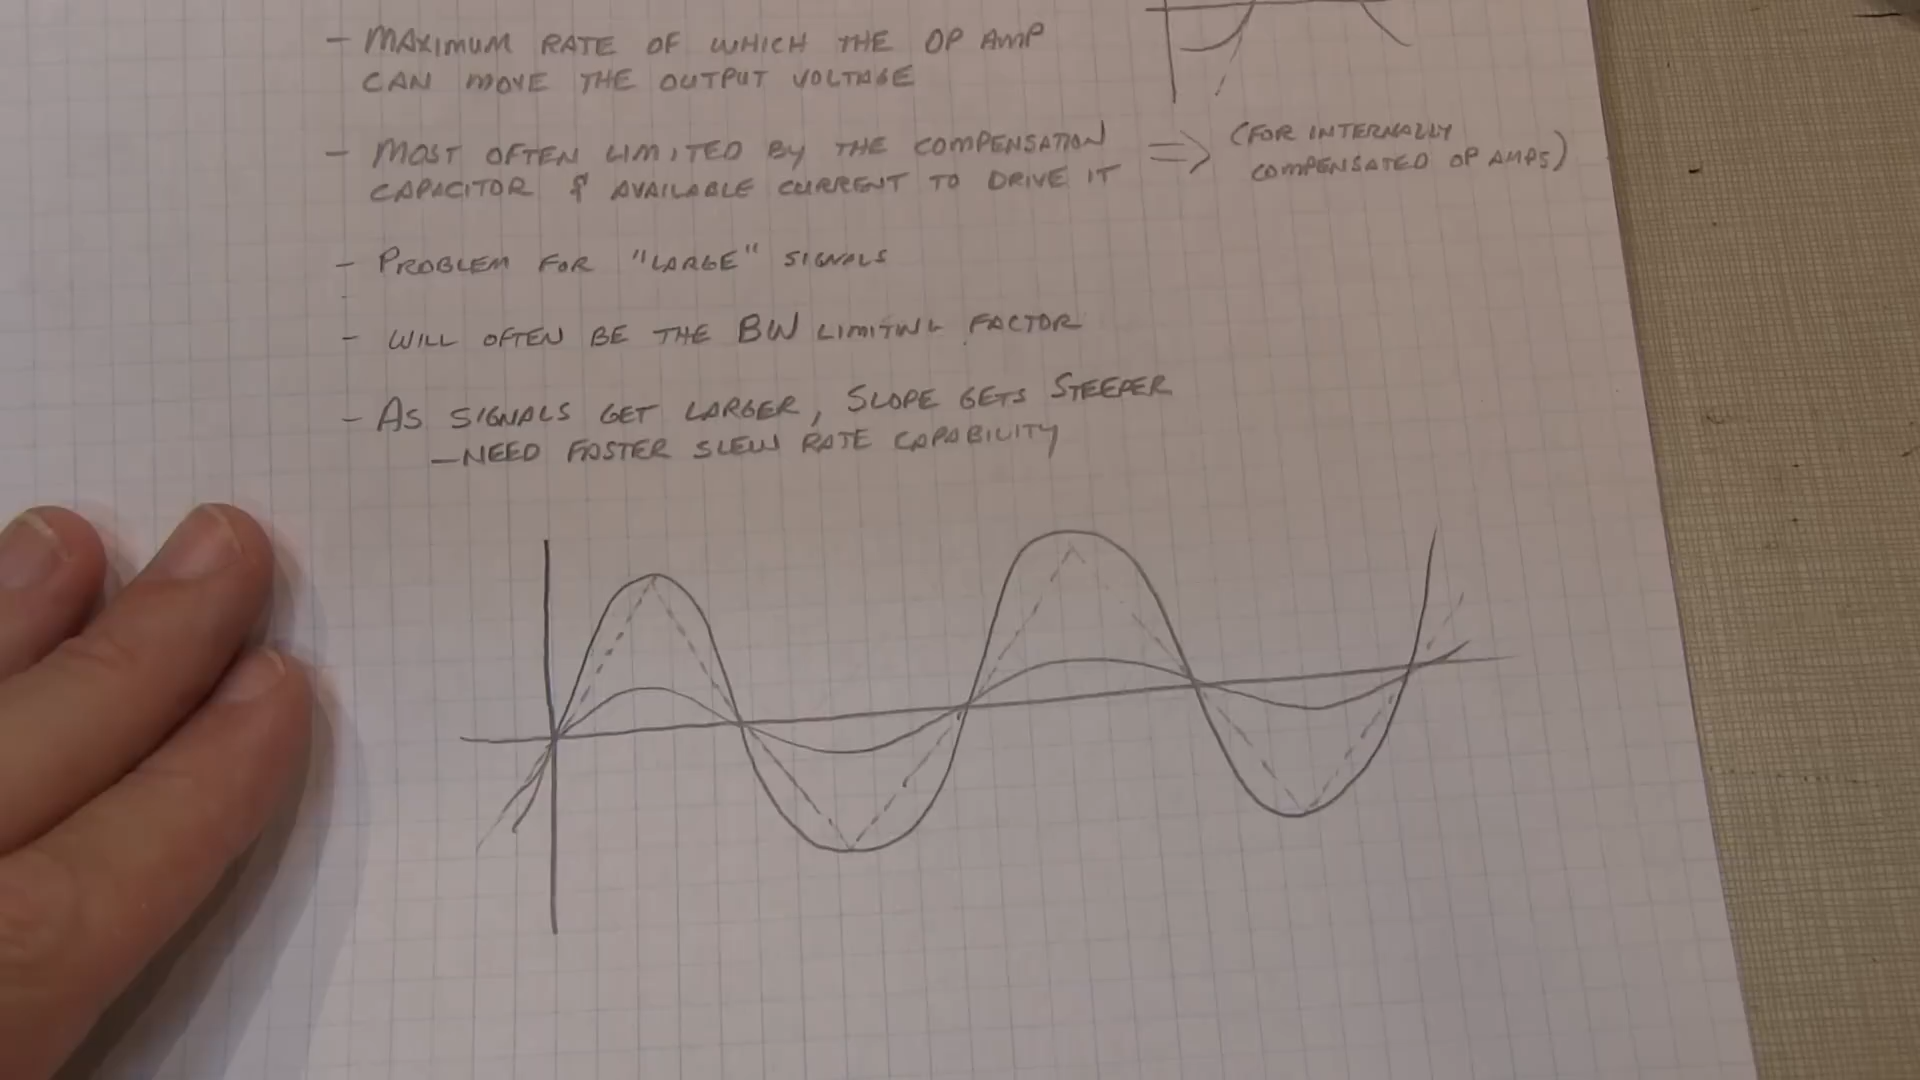 - MAXIMUM RATE OF WHICH THE OP AMP
CAN MOVE THE OUTPUT VOLTAGE
- MOST OFTEN LIMITED BY THE COMPENSATION
CAPACITOR & AVAILABLE CURRENT TO DRIVE IT
=> (FOR INTERNALLY
COMPENSATED OP AMPS)
- PROBLEM FOR "LARGE" SIGNALS
- WILL OFTEN BE THE BW LIMITING FACTOR
- AS SIGNALS GET LARGER, SLOPE GETS STEEPER
- NEED FASTER SLEW RATE CAPABILITY